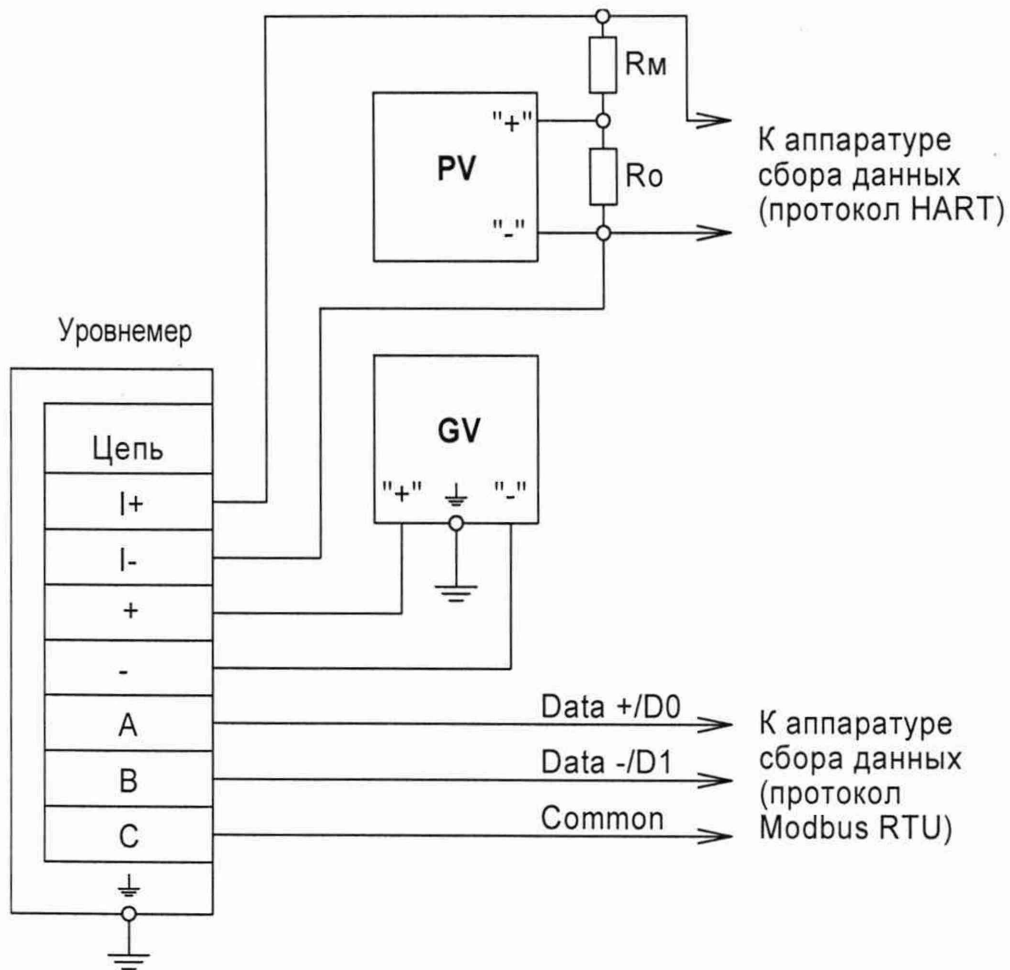 Rм
"+"
PV
Rо
"-"
К аппаратуре
сбора данных
(протокол HART)
Уровнемер
GV
"+" "-"
Цепь
I+
I-
+
-
A
B
C
Data +/D0
Data -/D1
Common
К аппаратуре
сбора данных
(протокол
Modbus RTU)